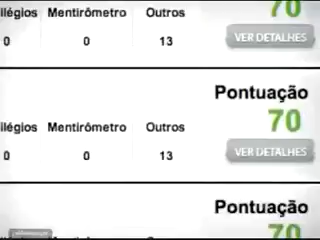 70
ilégios Mentirômetro Outros
0 0 13 VER DETALHES
Pontuação
70
ilégios Mentirômetro Outros
0 0 13 VER DETALHES
Pontuação
70